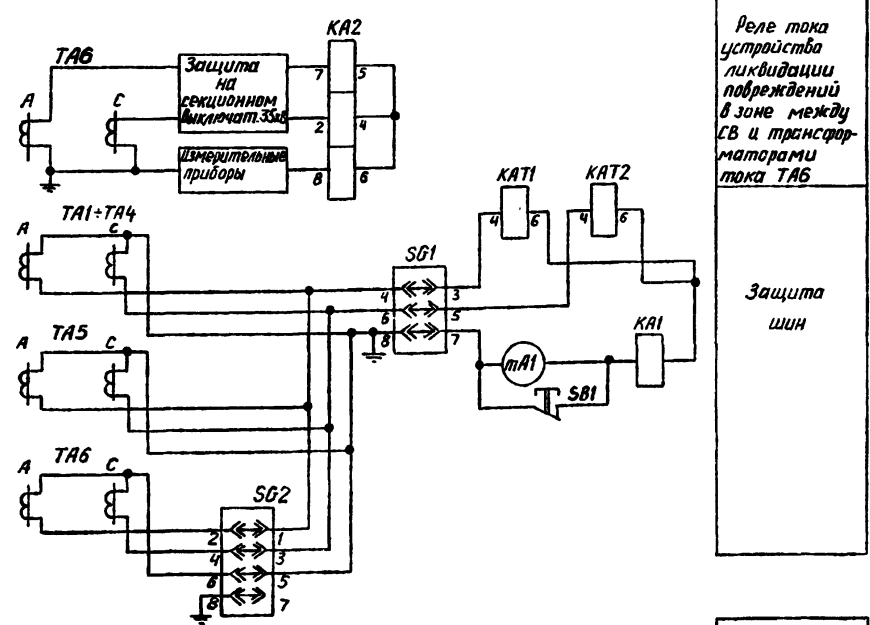 KA2
TA6
A
C
Защита
на
секционном
выключат. 35кВ
7
5
2
4
Измерительные
приборы
8
6
Реле тока
устройства
ликвидации
повреждений
в зоне между
СВ и трансфор-
маторами
тока ТА6
TA1÷TA4
A
C
KAT1
KAT2
4
6
4
6
SG1
4
3
6
5
8
7
Защита
шин
KA1
mA1
SB1
TA5
A
C
TA6
A
C
SG2
2
1
4
3
6
5
8
7